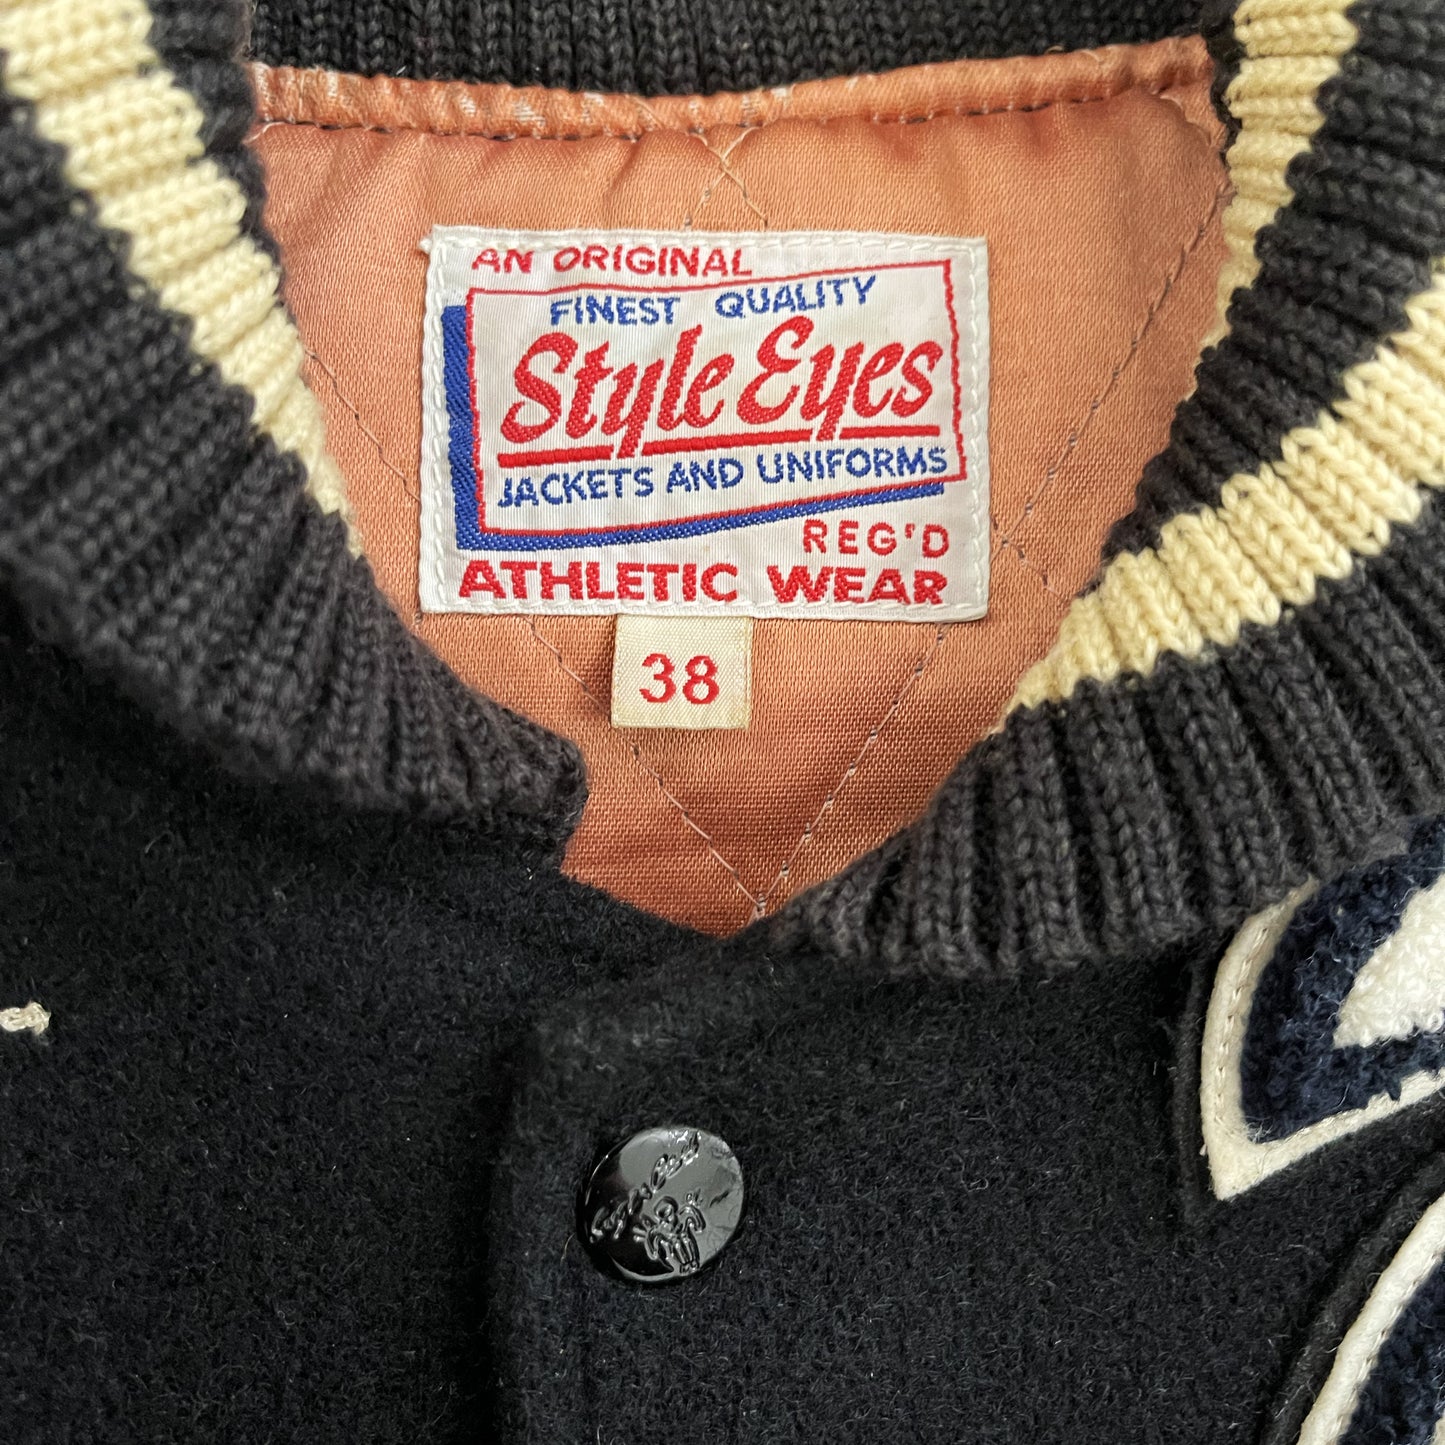 AN ORIGINAL
FINEST QUALITY
Style Eyes
JACKETS AND UNIFORMS
REG'D
ATHLETIC WEAR
38